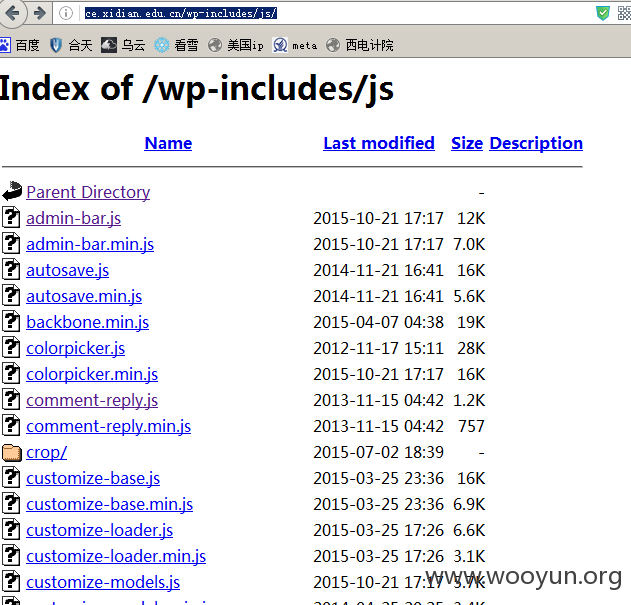 ce.xidian.edu.cn/wp-includes/js/
百度 合天 乌云 看雪 美国ip meta 西电计院
Index of /wp-includes/js
Name Last modified Size Description
Parent Directory -
admin-bar.js 2015-10-21 17:17 12K
admin-bar.min.js 2015-10-21 17:17 7.0K
autosave.js 2014-11-21 16:41 16K
autosave.min.js 2014-11-21 16:41 5.6K
backbone.min.js 2015-04-07 04:38 19K
colorpicker.js 2012-11-17 15:11 28K
colorpicker.min.js 2015-10-21 17:17 16K
comment-reply.js 2013-11-15 04:42 1.2K
comment-reply.min.js 2013-11-15 04:42 757
crop/ 2015-07-02 18:39 -
customize-base.js 2015-03-25 23:36 16K
customize-base.min.js 2015-03-25 23:36 6.9K
customize-loader.js 2015-03-25 17:26 6.6K
customize-loader.min.js 2015-03-25 17:26 3.1K
customize-models.js 2015-10-21 17:17 5.7K
www.wooyun.org